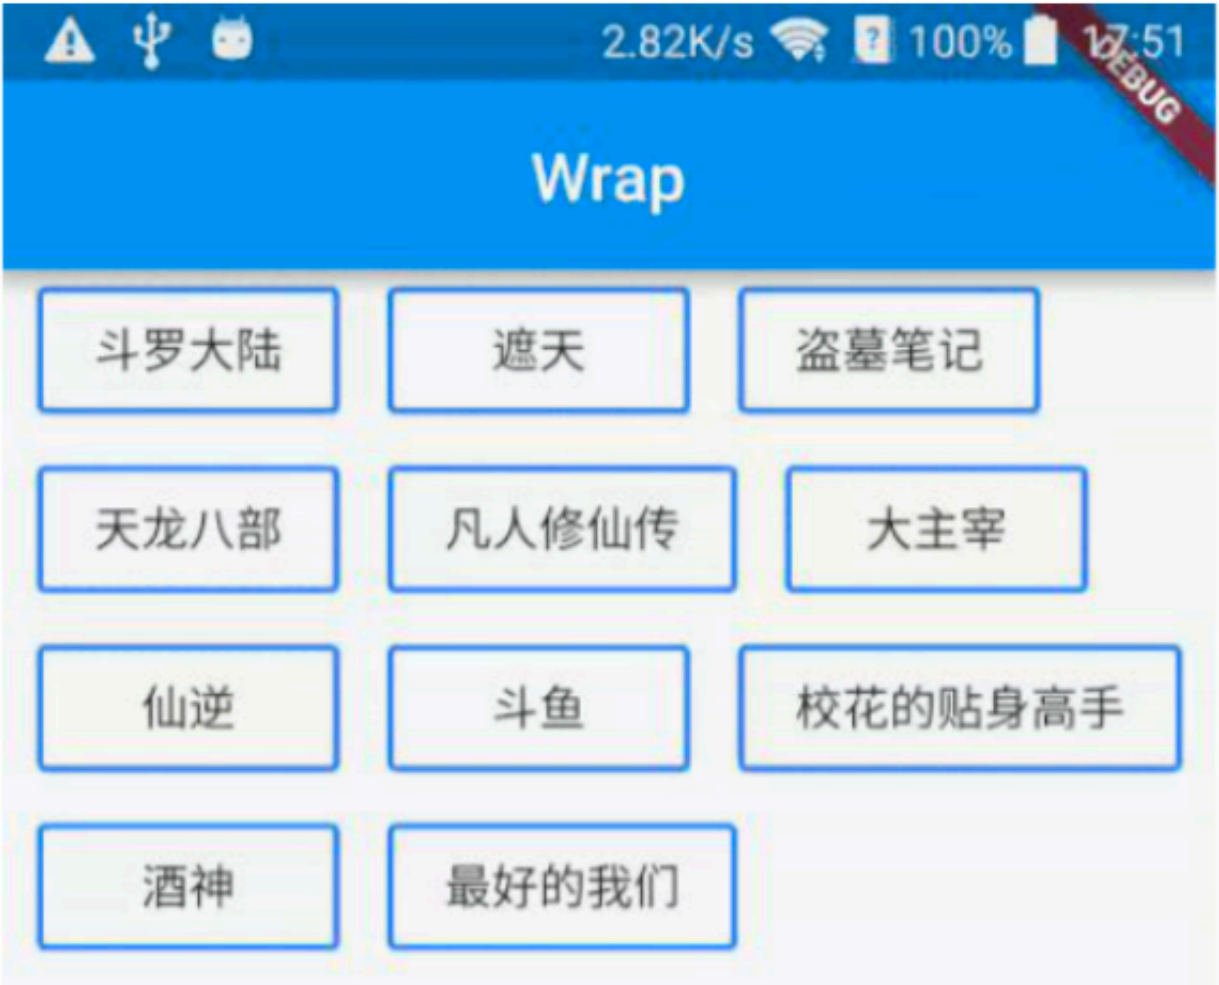 2.82K/s ? 100% 17:51
DEBUG
Wrap
斗罗大陆 遮天 盗墓笔记
天龙八部 凡人修仙传 大主宰
仙逆 斗鱼 校花的贴身高手
酒神 最好的我们